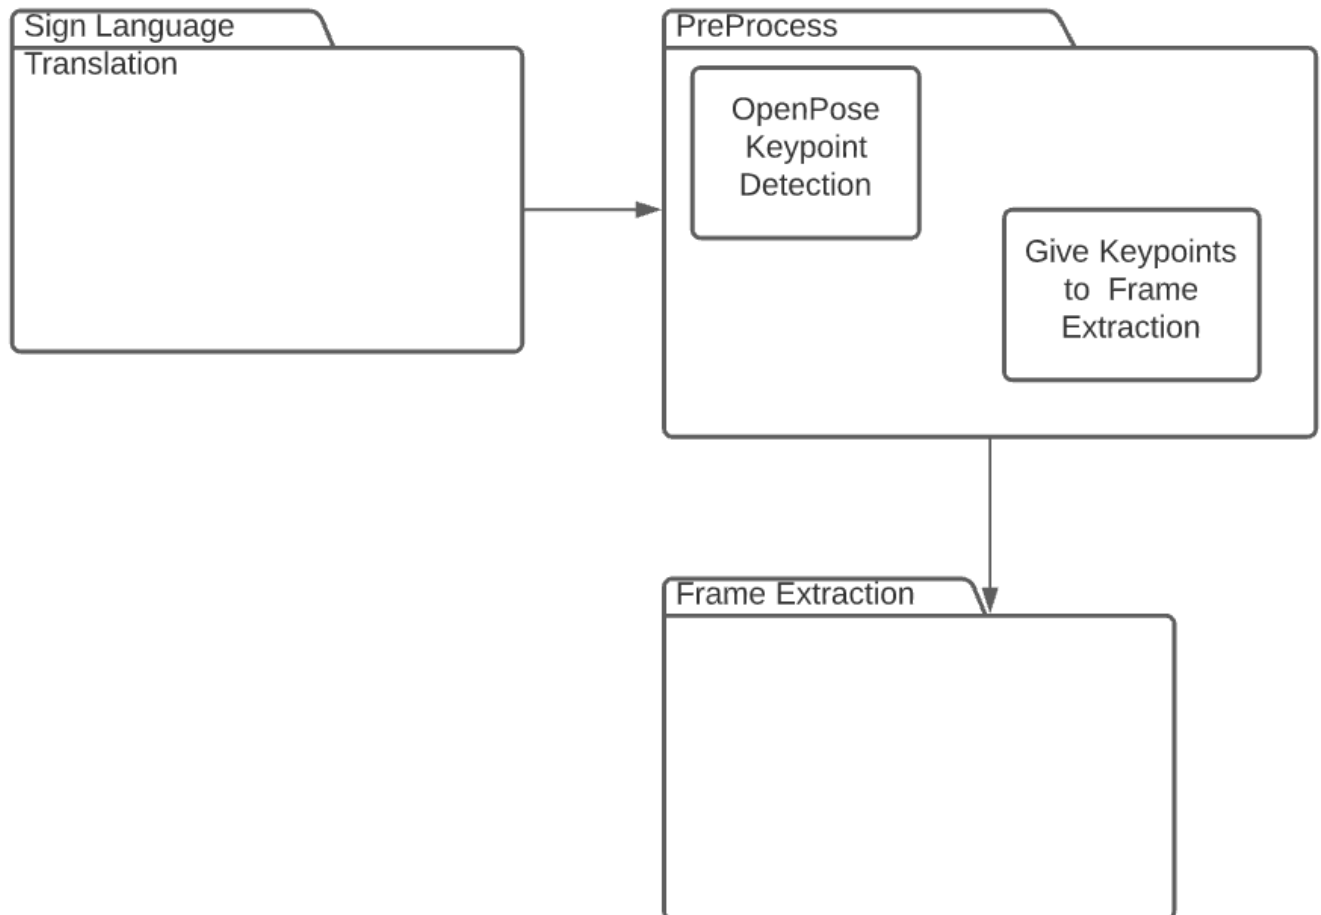 Sign Language
Translation
PreProcess
OpenPose
Keypoint
Detection
Give Keypoints
to  Frame
Extraction
Frame Extraction